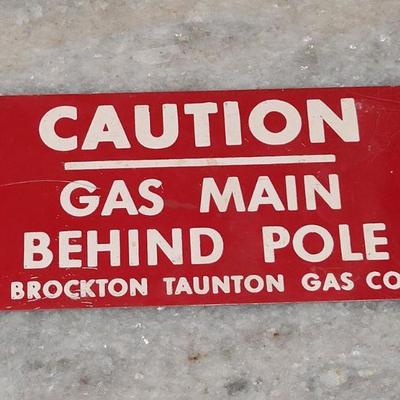 CAUTION
GAS MAIN
BEHIND POLE
BROCKTON TAUNTON GAS CO